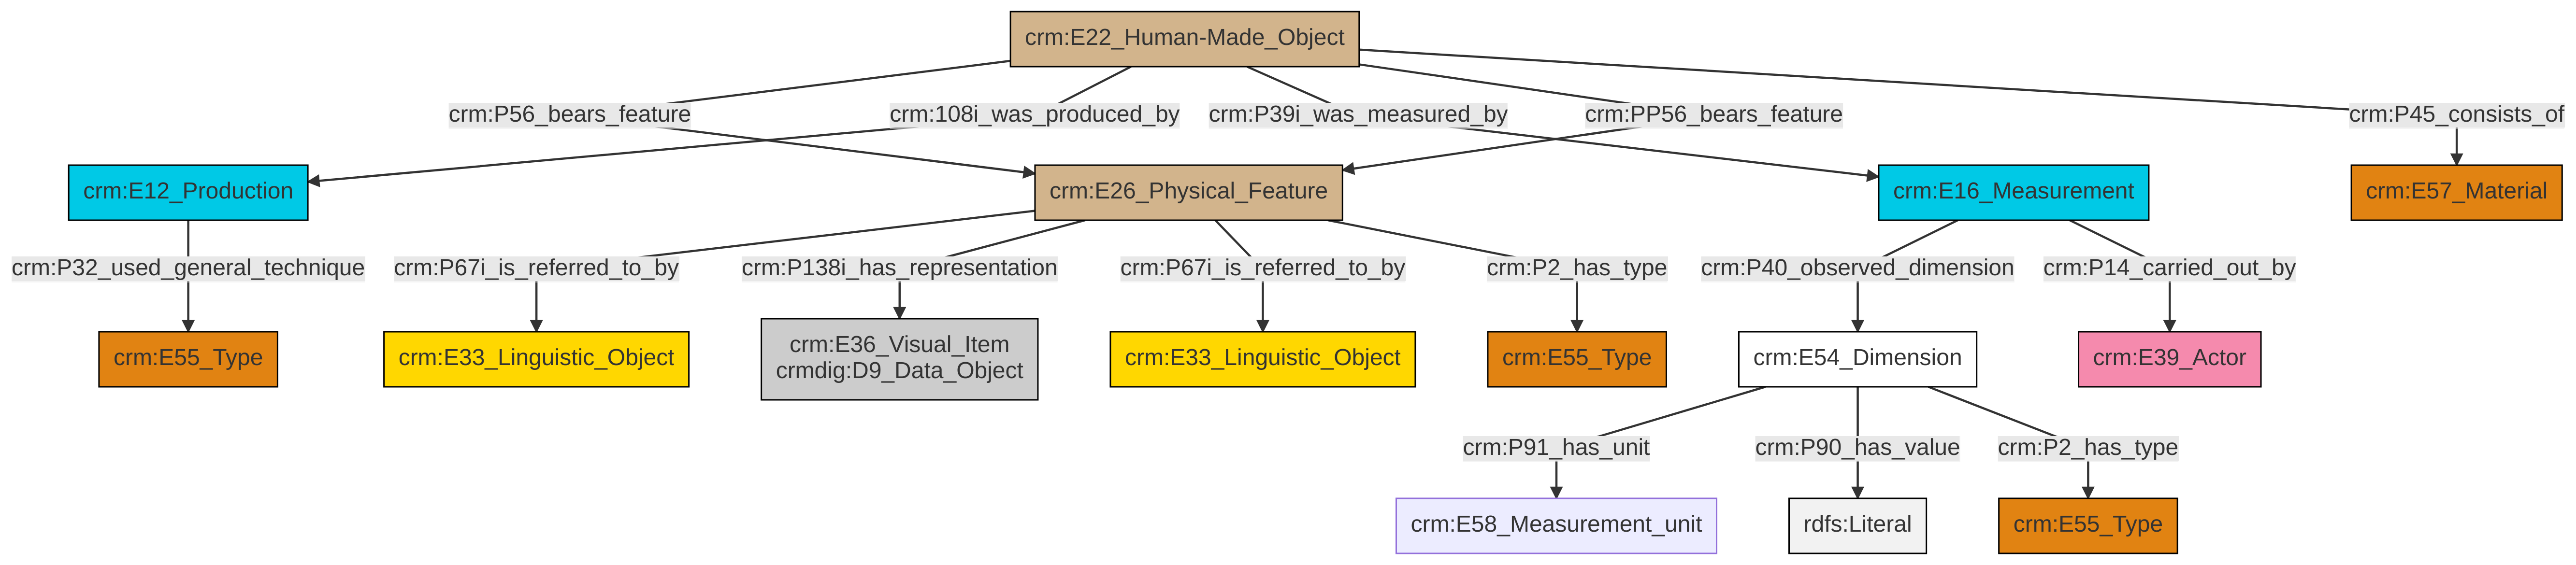 crm:E22_Human-Made_Object
crm:P56_bears_feature
crm:108i_was_produced_by
crm:P39i_was_measured_by
crm:PP56_bears_feature
crm:P45_consists_of
crm:E12_Production
crm:E26_Physical_Feature
crm:E16_Measurement
crm:E57_Material
crm:P32_used_general_technique
crm:P67i_is_referred_to_by
crm:P138i_has_representation
crm:P67i_is_referred_to_by
crm:P2_has_type
crm:P40_observed_dimension
crm:P14_carried_out_by
crm:E55_Type
crm:E33_Linguistic_Object
crm:E36_Visual_Item
crmdig:D9_Data_Object
crm:E33_Linguistic_Object
crm:E55_Type
crm:E54_Dimension
crm:E39_Actor
crm:P91_has_unit
crm:P90_has_value
crm:P2_has_type
crm:E58_Measurement_unit
rdfs:Literal
crm:E55_Type